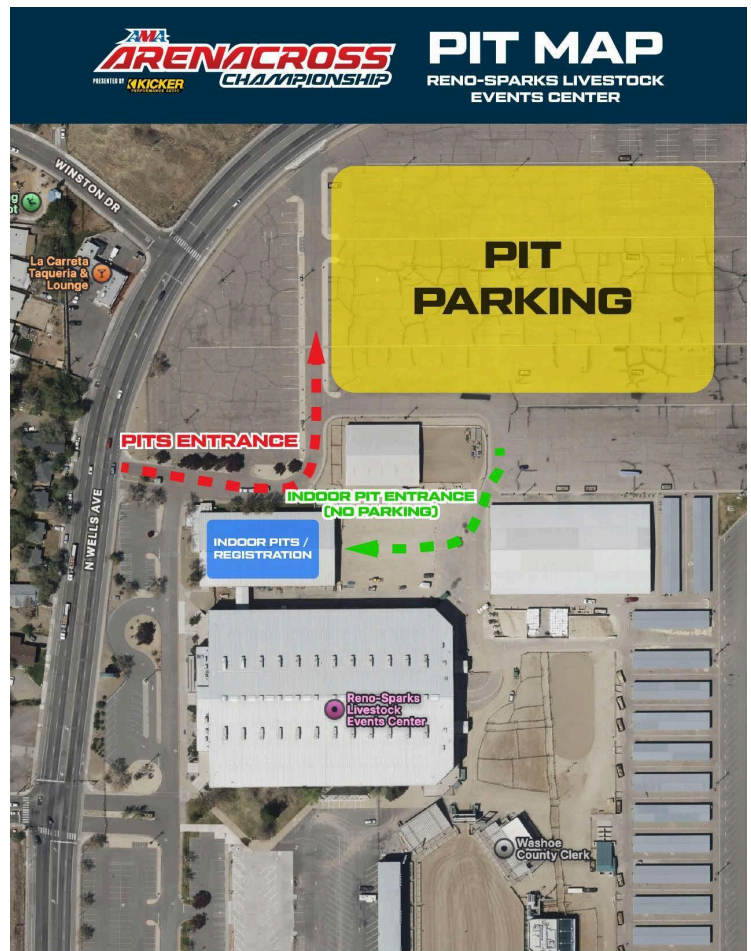 AMA
ARENACROSS
CHAMPIONSHIP
PRESENTED BY KICKER
PERFORMANCE AUDIO
PIT MAP
RENO-SPARKS LIVESTOCK
EVENTS CENTER
WINSTON DR
La Carreta
Taqueria &
Lounge
PIT
PARKING
PITS ENTRANCE
INDOOR PIT ENTRANCE
(NO PARKING)
INDOOR PITS /
REGISTRATION
N WELLS AVE
Reno-Sparks
Livestock
Events Center
Washoe
County Clerk